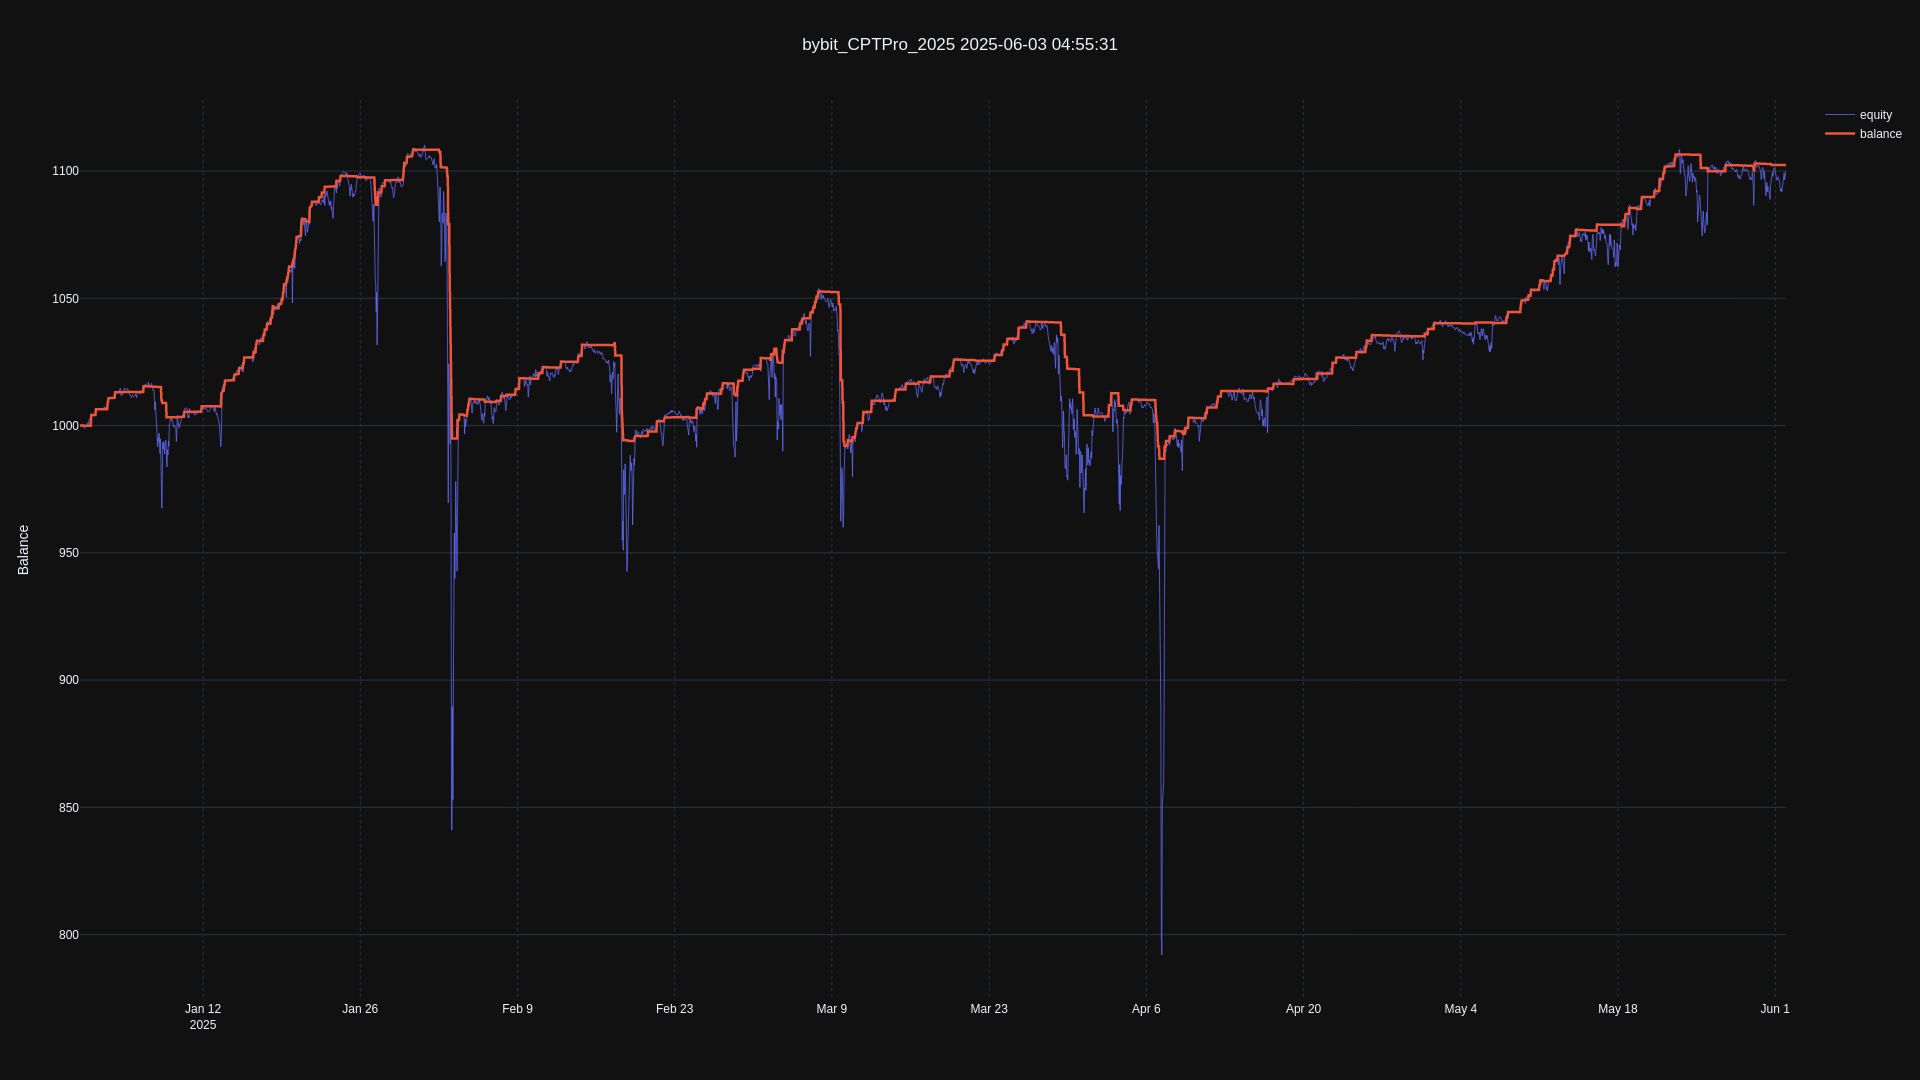 bybit_CPTPro_2025 2025-06-03 04:55:31
equity
balance
1100
1050
1000
950
900
850
800
Balance
Jan 12
2025
Jan 26
Feb 9
Feb 23
Mar 9
Mar 23
Apr 6
Apr 20
May 4
May 18
Jun 1